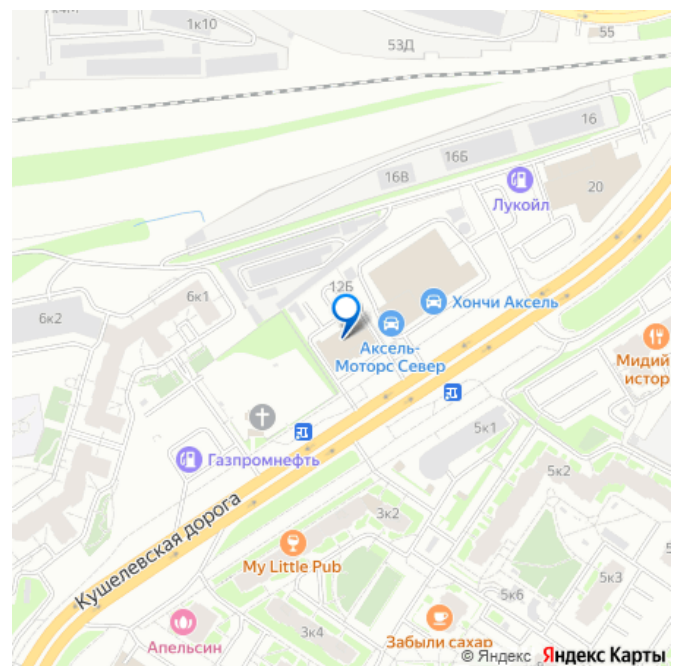 1к10
53Д
55
16
16Б
16В
Лукойл
20
6к1
12Б
Хончи Аксель
6к2
Аксель-
Моторс Север
Мидий
истор
5к1
Газпромнефть
5к2
Кушелевская дорога
3к2
My Little Pub
5к3
5к6
Апельсин
3к4
Забыли сахар
© Яндекс Яндекс Карты